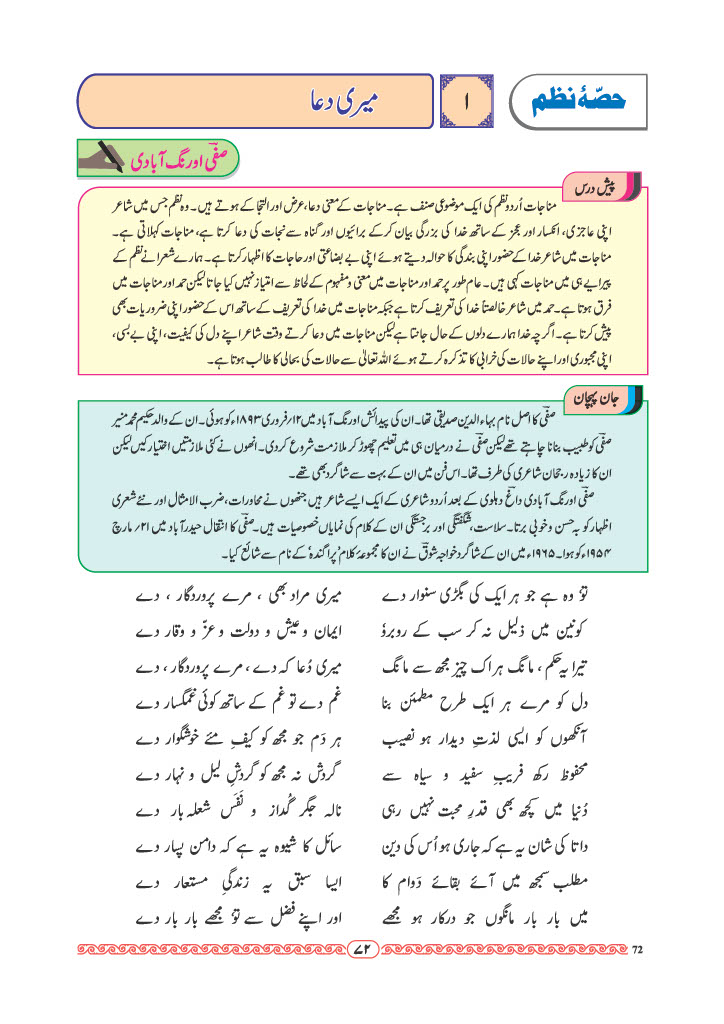 حصّۂ نظم
۱
میری دعا
صفیؔ اورنگ آبادی
پیش درس
مناجات اُردو نظم کی ایک موضوعی صنف ہے۔ مناجات کے معنی دعا، عرض اور التجا کے ہوتے ہیں۔ وہ نظم جس میں شاعر
اپنی عاجزی، انکسار اور عجز کے ساتھ خدا کی بزرگی بیان کرکے برائیوں اور گناہ سے نجات کی دعا کرتا ہے، مناجات کہلاتی ہے۔
مناجات میں شاعر خدا کے حضور اپنی بندگی کا حوالہ دیتے ہوئے اپنی بے بضاعتی اور حاجات کا اظہار کرتا ہے۔ ہمارے شعرا نے نظم کے
پیرایے ہی میں مناجات کہی ہیں۔ عام طور پر حمد اور مناجات میں معنی و مفہوم کے لحاظ سے امتیاز نہیں کیا جاتا لیکن حمد اور مناجات میں
فرق ہوتا ہے۔ حمد میں شاعر خالصتاً خدا کی تعریف کرتا ہے جبکہ مناجات میں خدا کی تعریف کے ساتھ اس کے حضور اپنی ضروریات بھی
پیش کرتا ہے۔ اگرچہ خدا ہمارے دلوں کے حال جانتا ہے لیکن مناجات میں دعا کرتے وقت شاعر اپنے دل کی کیفیت، اپنی بے بسی،
اپنی مجبوری اور اپنے حالات کی خرابی کا تذکرہ کرتے ہوئے اللہ تعالیٰ سے حالات کی بحالی کا طالب ہوتا ہے۔
جان پہچان
صفیؔ کا اصل نام بہاء الدین صدیقی تھا۔ ان کی پیدائش اورنگ آباد میں ۱۲؍فروری ۱۸۹۳ء کو ہوئی۔ ان کے والد حکیم محمد منیر
صفیؔ کو طبیب بنانا چاہتے تھے لیکن صفیؔ نے درمیان ہی میں تعلیم چھوڑ کر ملازمت شروع کردی۔ انھوں نے کئی ملازمتیں اختیار کیں لیکن
ان کا زیادہ رجحان شاعری کی طرف تھا۔ اس فن میں ان کے بہت سے شاگرد بھی تھے۔
صفیؔ اورنگ آبادی داغؔ دہلوی کے بعد اُردو شاعری کے ایک ایسے شاعر ہیں جنھوں نے محاورات، ضرب الامثال اور نئے شعری
اظہار کو بہ حسن و خوبی برتا۔ سلاست، شگفتگی اور برجستگی ان کے کلام کی نمایاں خصوصیات ہیں۔ صفیؔ کا انتقال حیدرآباد میں ۲۱؍ مارچ
۱۹۵۴ء کو ہوا۔ ۱۹۶۵ء میں ان کے شاگرد خواجہ شوقؔ نے ان کا مجموعۂ کلام 'پراگندہ' کے نام سے شائع کیا۔
توٗ وہ ہے جو ہر ایک کی بگڑی سنوار دے میری مراد بھی ، مرے پروردگار ، دے
کونین میں ذلیل نہ کر سب کے روبروٗ ایمان و عیش و دولت و عزّ و وقار دے
تیرا یہ حکم ، مانگ ہر اک چیز مجھ سے مانگ میری دُعا کہ دے ، مرے پروردگار ، دے
دل کو مرے ہر ایک طرح مطمئن بنا غم دے تو غم کے ساتھ کوئی غمگسار دے
آنکھوں کو ایسی لذتِ دیدار ہو نصیب ہر دَم جو مجھ کو کیفِ مئے خوشگوار دے
محفوظ رکھ فریبِ سفید و سیاہ سے گردش نہ مجھ کو گردشِ لیل و نہار دے
دُنیا میں کچھ بھی قدرِ محبت نہیں رہی نالہ جگر گُداز و نَفَس شعلہ بار دے
داتا کی شان یہ ہے کہ جاری ہو اُس کی دین سائل کا شیوہ یہ ہے کہ دامن پسار دے
مطلب سمجھ میں آئے بقائے دَوام کا ایسا سبق یہ زندگیِ مستعار دے
میں بار بار مانگوں جو درکار ہو مجھے اور اپنے فضل سے توٗ مجھے بار بار دے
۷۲
72